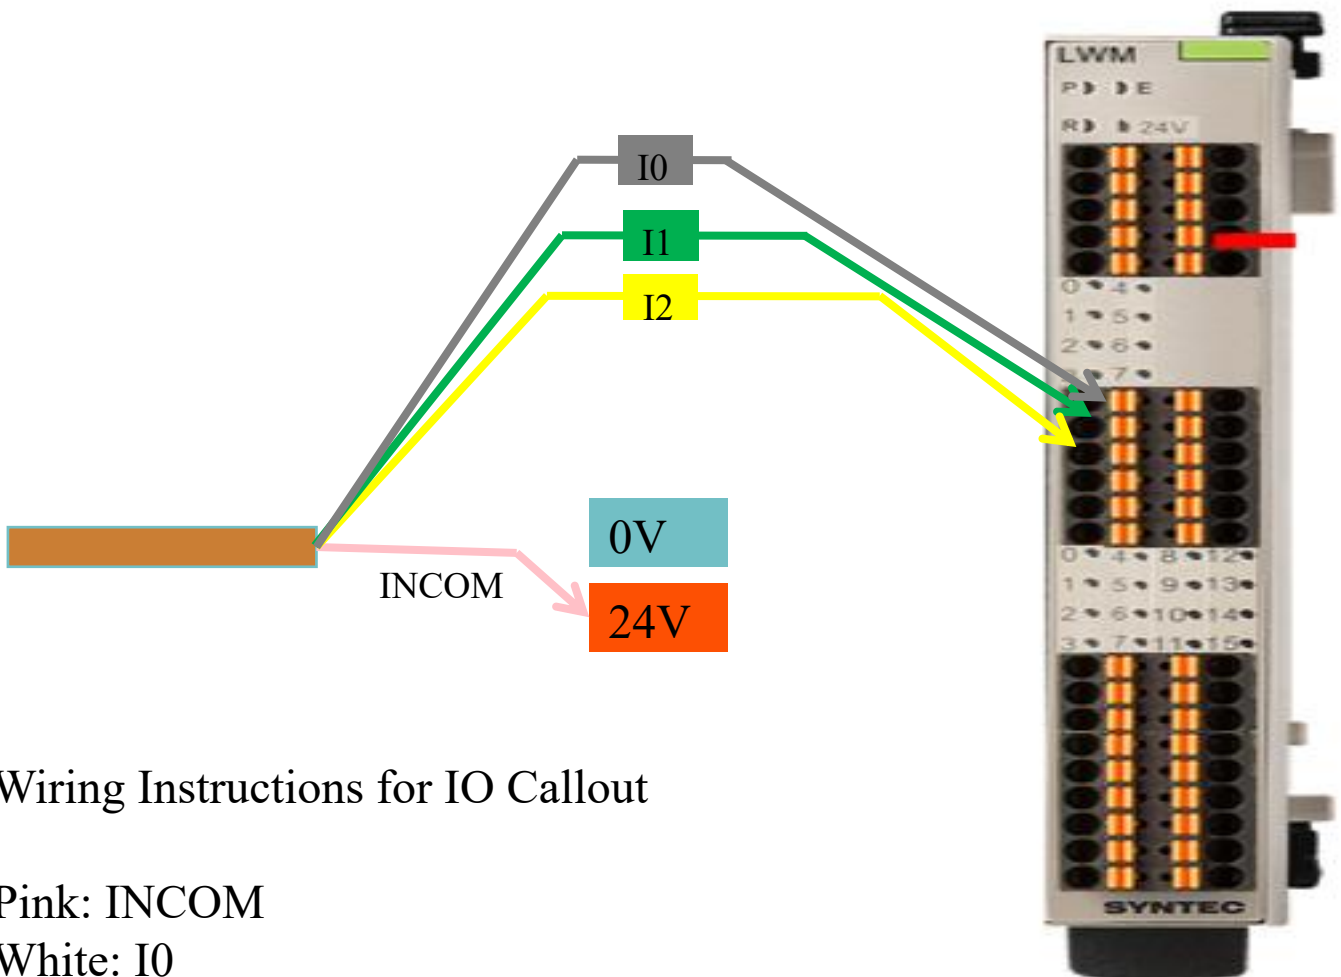 LWM
P E
R 24V
I0
I1
I2
0 4
1 5
2 6
7
0V
INCOM
24V
0 4 8 12
1 5 9 13
2 6 10 14
3 7 11 15
Wiring Instructions for IO Callout
Pink: INCOM
White: I0
SYNTEC